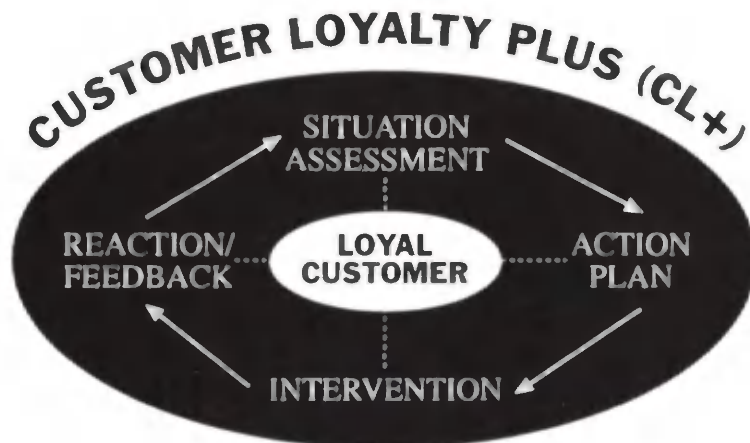 CUSTOMER LOYALTY PLUS (CL+)
SITUATION
ASSESSMENT
REACTION/
FEEDBACK
LOYAL
CUSTOMER
ACTION
PLAN
INTERVENTION